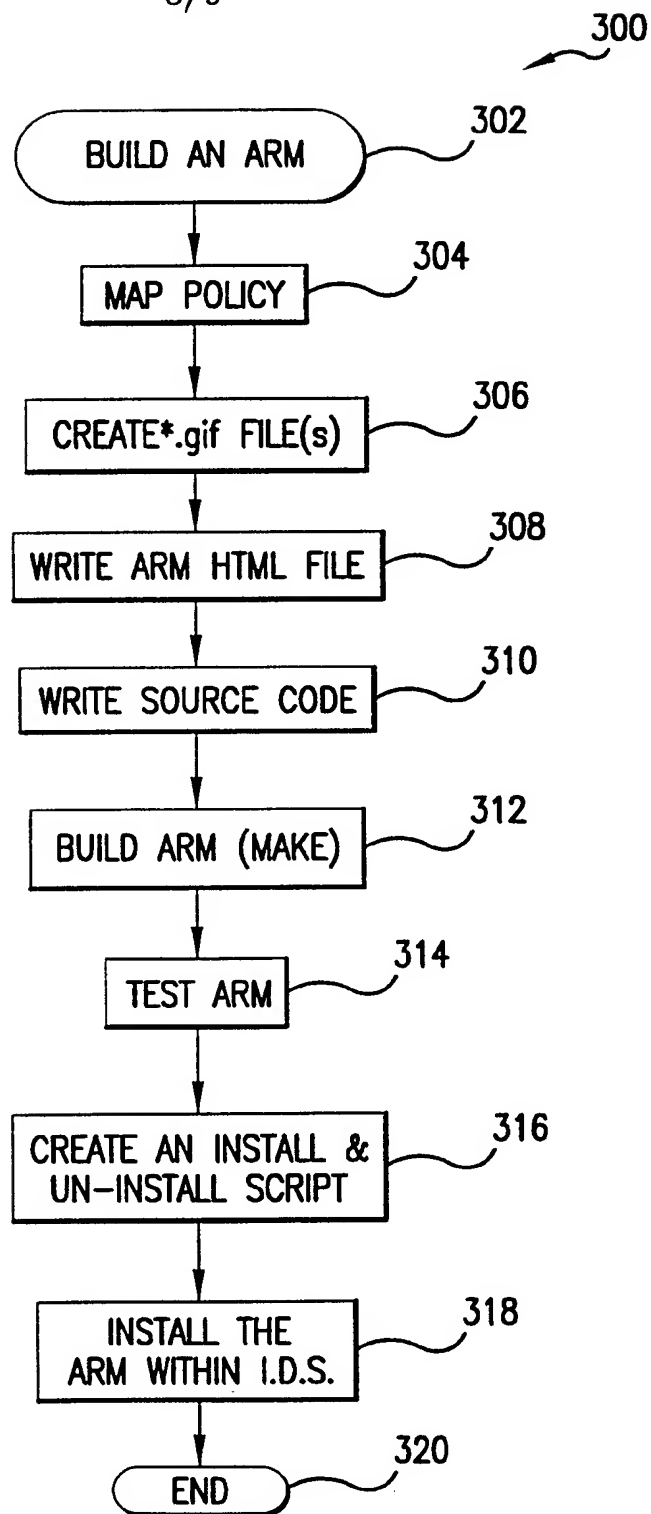 300
BUILD AN ARM
302
MAP POLICY
304
CREATE*.gif FILE(s)
306
WRITE ARM HTML FILE
308
WRITE SOURCE CODE
310
BUILD ARM (MAKE)
312
TEST ARM
314
CREATE AN INSTALL &
UN-INSTALL SCRIPT
316
INSTALL THE
ARM WITHIN I.D.S.
318
END
320